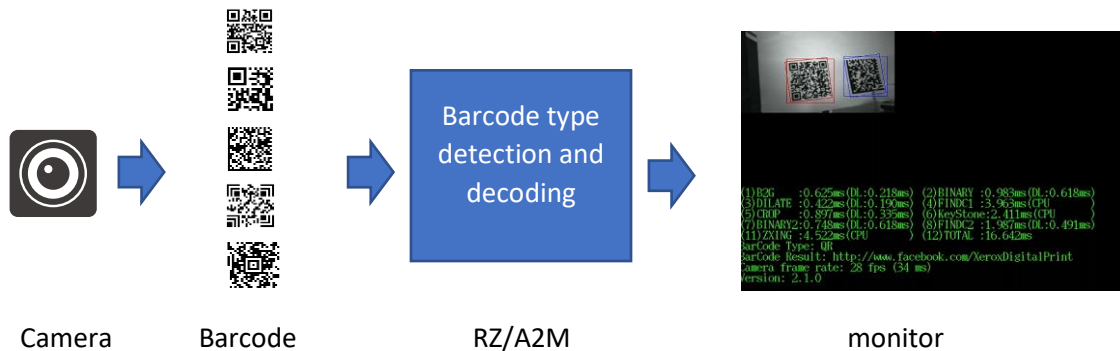 Barcode type
detection and
decoding
(1)B2G :0.625ms(DL:0.218ms) (2)BINARY :0.983ms(DL:0.618ms)
(3)DILATE :0.422ms(DL:0.190ms) (4)FINDC1 :3.963ms(CPU )
(5)CROP :0.897ms(DL:0.335ms) (6)KeyStone:2.411ms(CPU )
(7)BINARY2:0.748ms(DL:0.618ms) (8)FINDC2 :1.987ms(DL:0.491ms)
(11)ZXING :4.522ms(CPU ) (12)TOTAL :16.642ms
BarCode Type: QR
BarCode Result: http://www.facebook.com/XeroxDigitalPrint
Camera frame rate: 28 fps (34 ms)
Version: 2.1.0
Camera Barcode RZ/A2M monitor